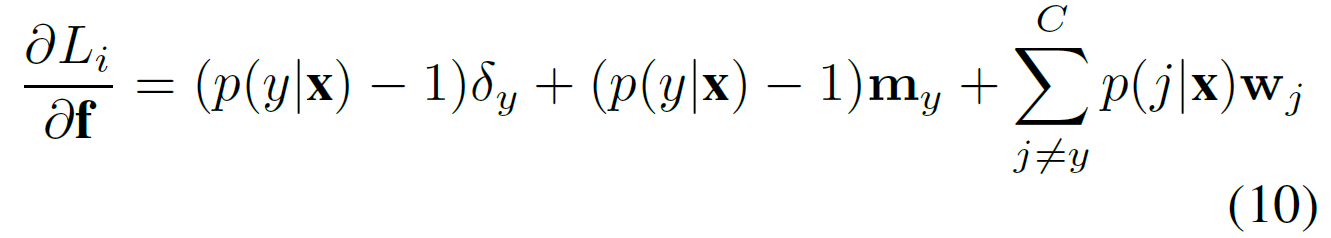 ∂L_i/∂𝐟 = (p(y|𝐱) − 1)δ_y + (p(y|𝐱) − 1)𝐦_y + ∑_{j≠y}^{C} p(j|𝐱)𝐰_j
(10)